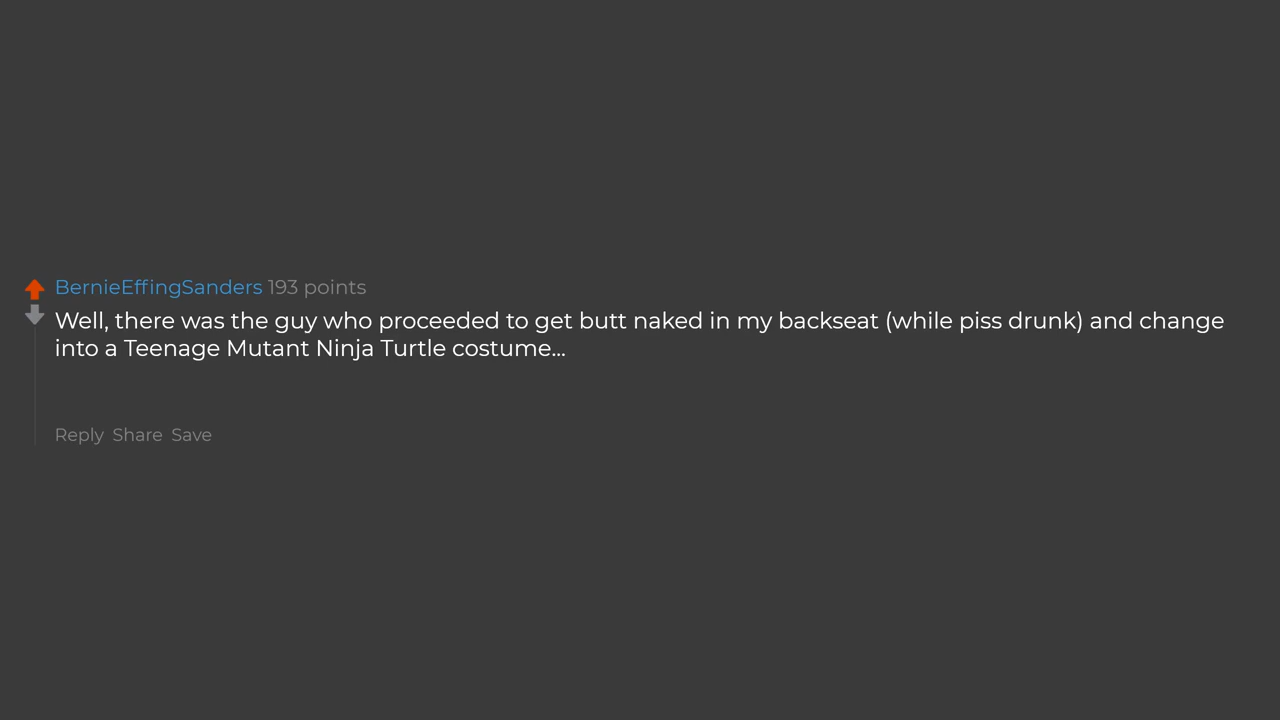 BernieEffingSanders 193 points
Well, there was the guy who proceeded to get butt naked in my backseat (while piss drunk) and change
into a Teenage Mutant Ninja Turtle costume...
Reply Share Save